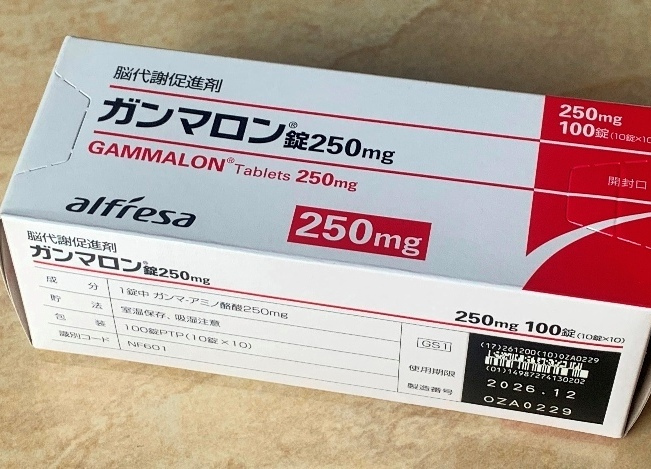 脳代謝促進剤
ガンマロン®錠250mg
GAMMALON® Tablets 250mg
alfresa
250mg
250mg
100錠(10錠×10)
開封口
脳代謝促進剤
ガンマロン®錠250mg
成分 1錠中 ガンマ-アミノ酪酸250mg
貯法 室温保存、吸湿注意
包装 100錠PTP(10錠×10)
識別コード NF601
250mg 100錠(10錠×10)
GS1
(17)261200(10)0ZA0229
(01)14987274130202
使用期限 2026.12
製造番号 0ZA0229